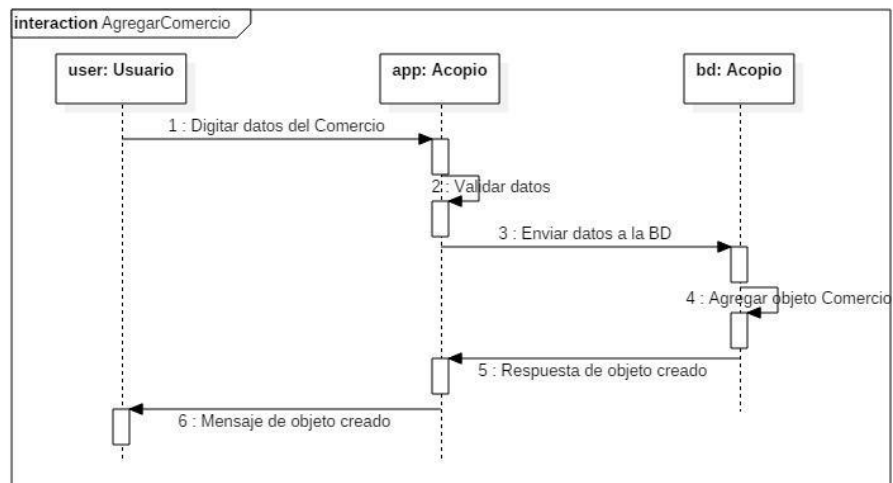 interaction AgregarComercio
user: Usuario
app: Acopio
bd: Acopio
1 : Digitar datos del Comercio
2 : Validar datos
3 : Enviar datos a la BD
4 : Agregar objeto Comercio
5 : Respuesta de objeto creado
6 : Mensaje de objeto creado